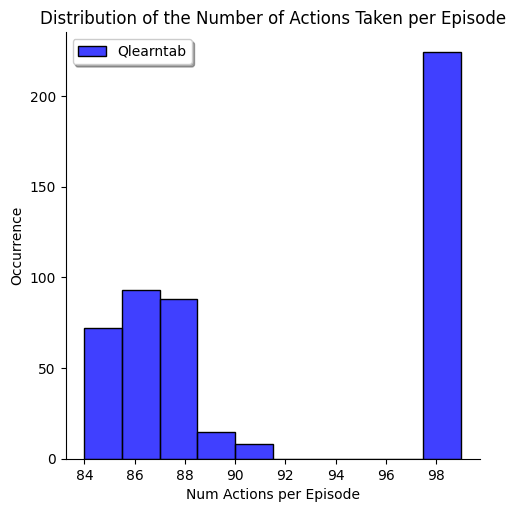 Distribution of the Number of Actions Taken per Episode
Qlearntab
Occurrence
200
150
100
50
0
84 86 88 90 92 94 96 98
Num Actions per Episode